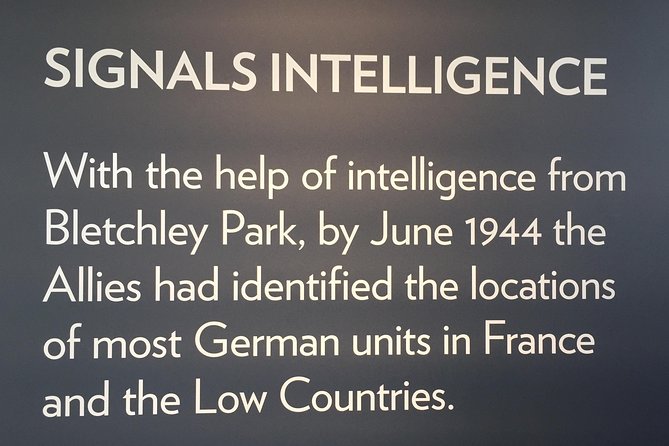 SIGNALS INTELLIGENCE
With the help of intelligence from
Bletchley Park, by June 1944 the
Allies had identified the locations
of most German units in France
and the Low Countries.